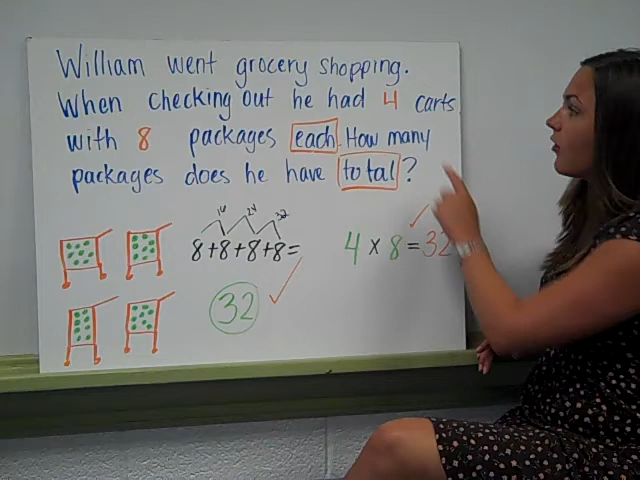 William went grocery shopping.
When checking out he had 4 carts
with 8 packages each. How many
packages does he have total?
16 24 32
8+8+8+8=
4 x 8 = 32
32